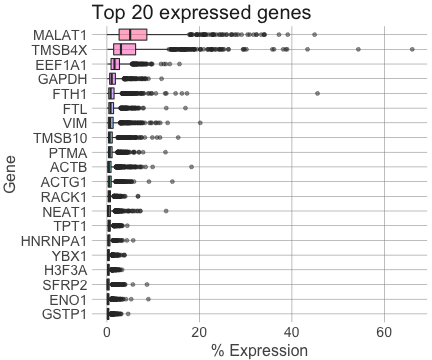 Top 20 expressed genes
MALAT1
TMSB4X
EEF1A1
GAPDH
FTH1
FTL
VIM
TMSB10
PTMA
ACTB
ACTG1
RACK1
NEAT1
TPT1
HNRNPA1
YBX1
H3F3A
SFRP2
ENO1
GSTP1
Gene
0 20 40 60
% Expression